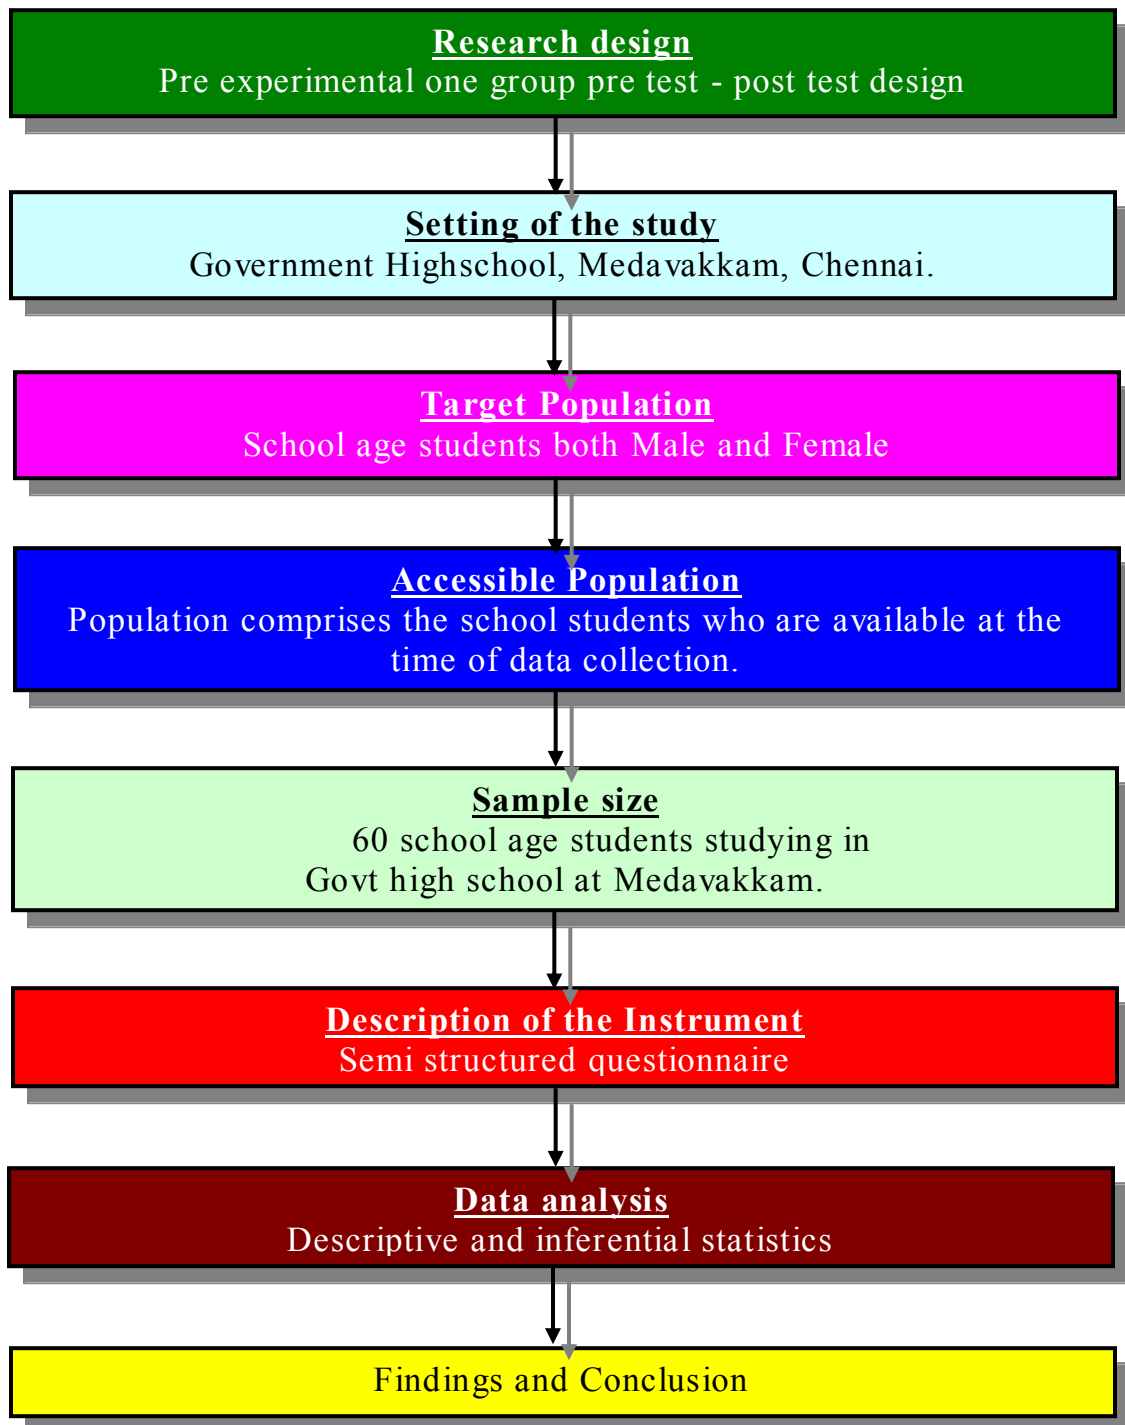 Research design
Pre experimental one group pre test - post test design
Setting of the study
Government Highschool, Medavakkam, Chennai.
Target Population
School age students both Male and Female
Accessible Population
Population comprises the school students who are available at the
time of data collection.
Sample size
60 school age students studying in
Govt high school at Medavakkam.
Description of the Instrument
Semi structured questionnaire
Data analysis
Descriptive and inferential statistics
Findings and Conclusion